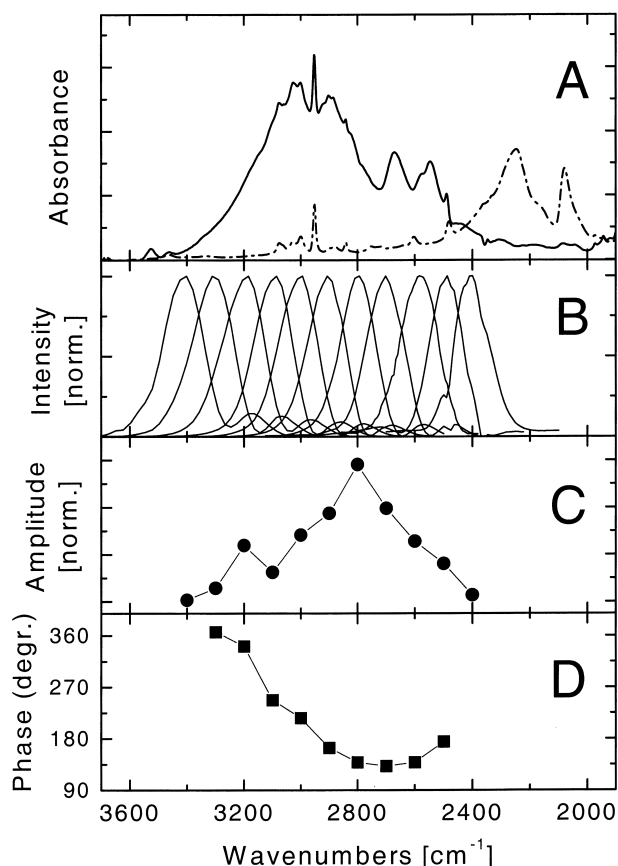 A
Absorbance
B
Intensity
[norm.]
C
Amplitude
[norm.]
D
Phase (degr.)
360
270
180
90
3600 3200 2800 2400 2000
Wavenumbers [cm⁻¹]